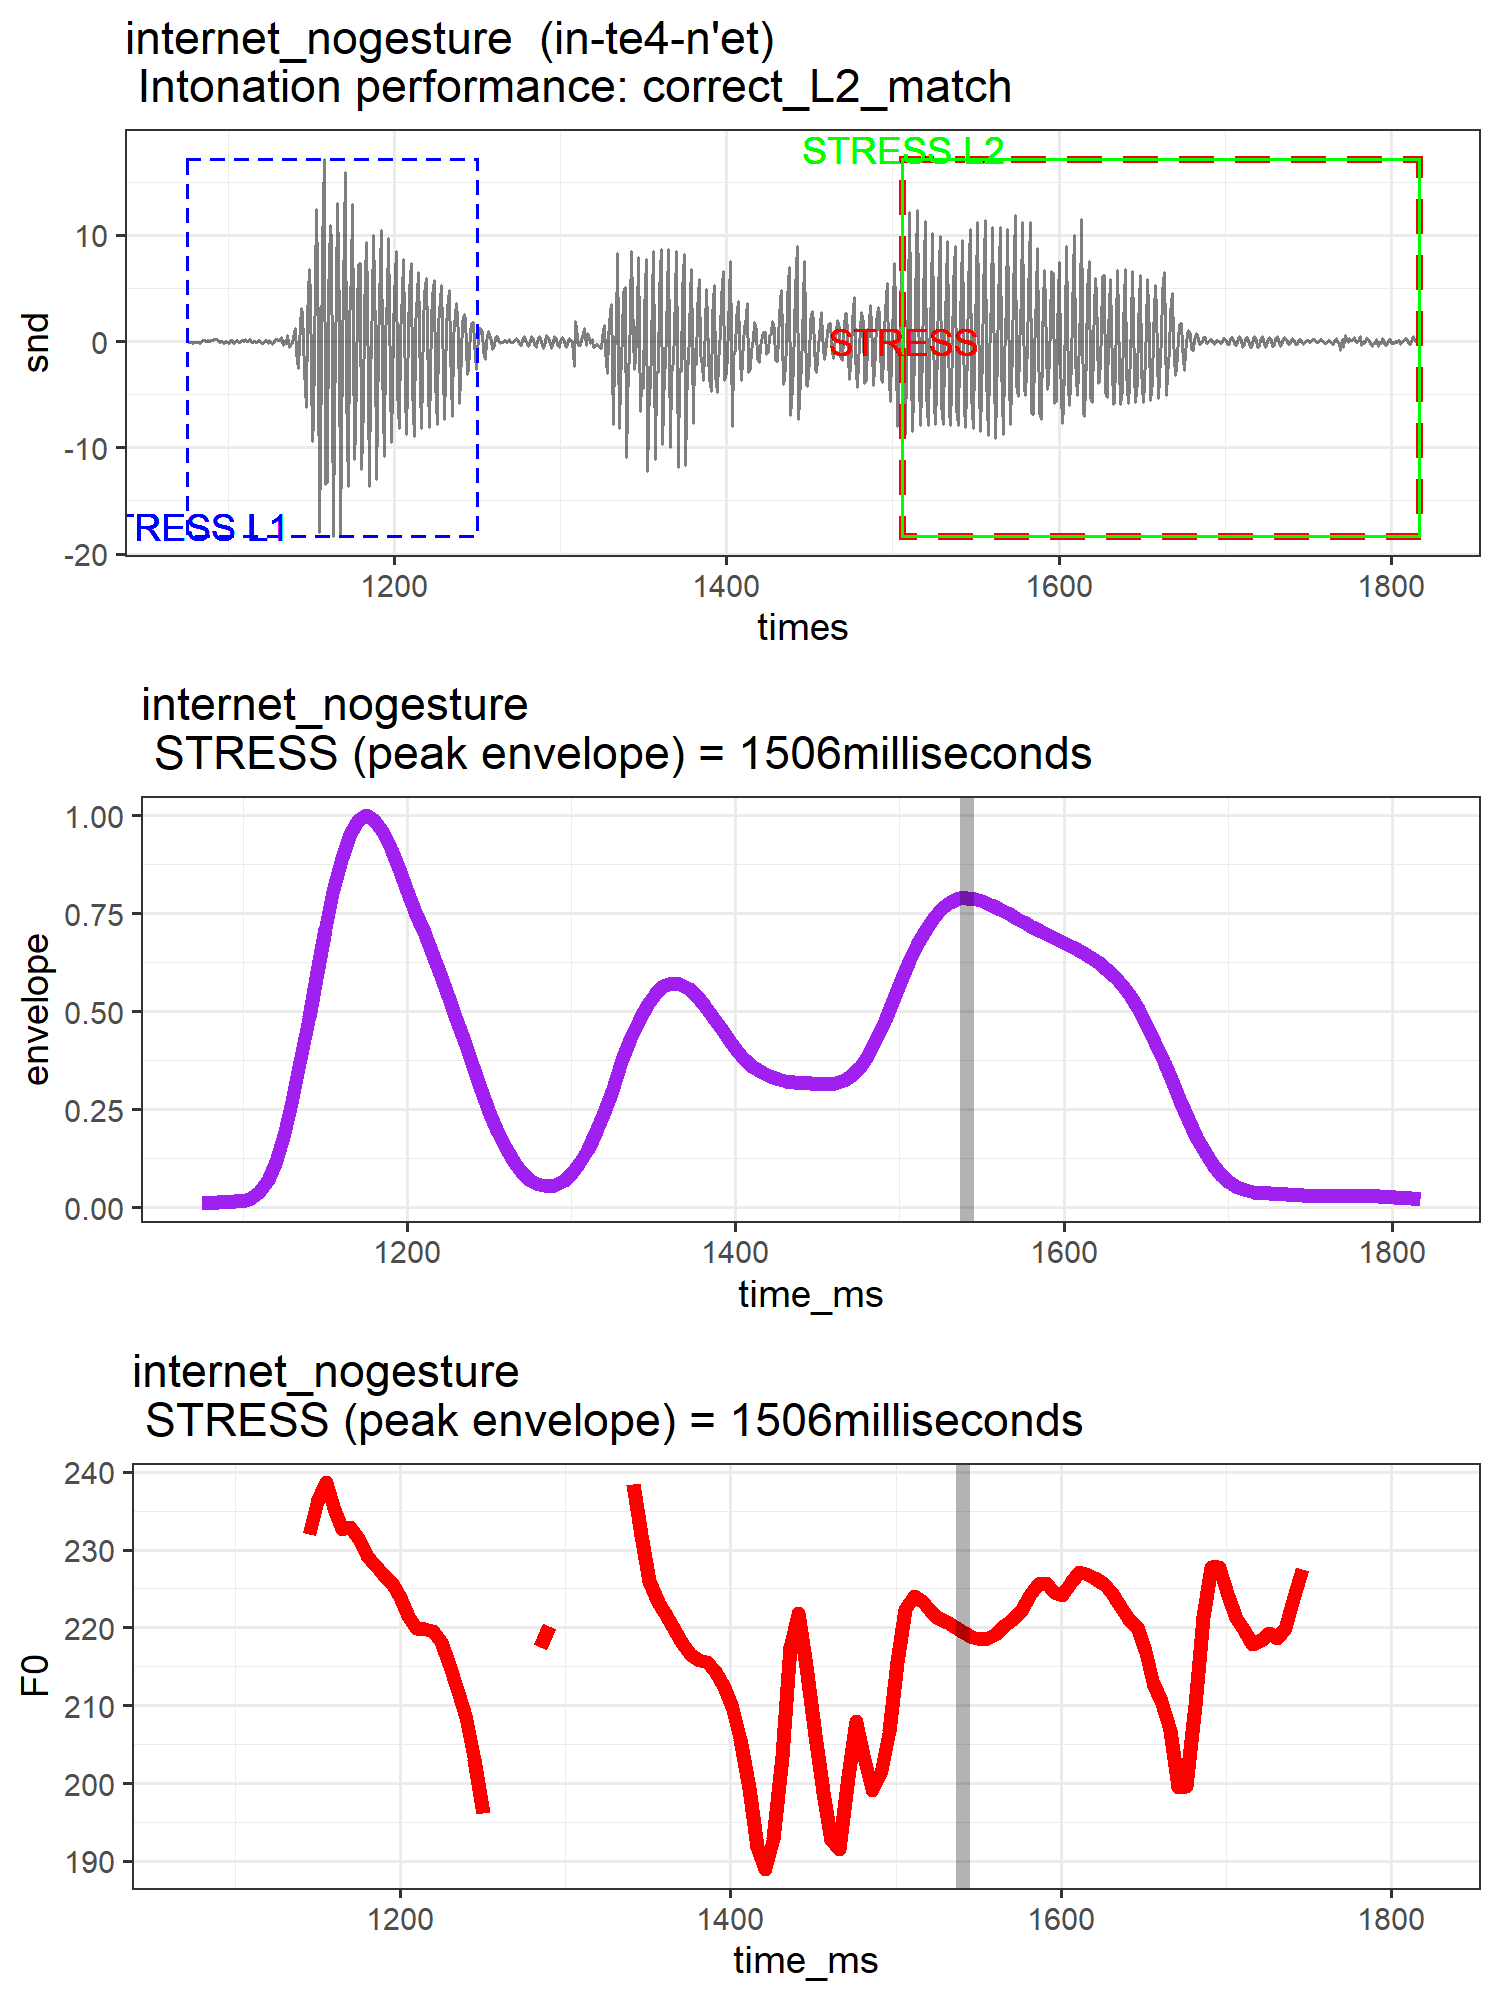 internet_nogesture (in-te4-n'et)
Intonation performance: correct_L2_match
STRESS L2
10
STRESS
snd
0
-10
TRESS L1
-20
1200 1400 1600 1800
times
internet_nogesture
STRESS (peak envelope) = 1506milliseconds
1.00
0.75
envelope
0.50
0.25
0.00
1200 1400 1600 1800
time_ms
internet_nogesture
STRESS (peak envelope) = 1506milliseconds
240
230
220
F0
210
200
190
1200 1400 1600 1800
time_ms